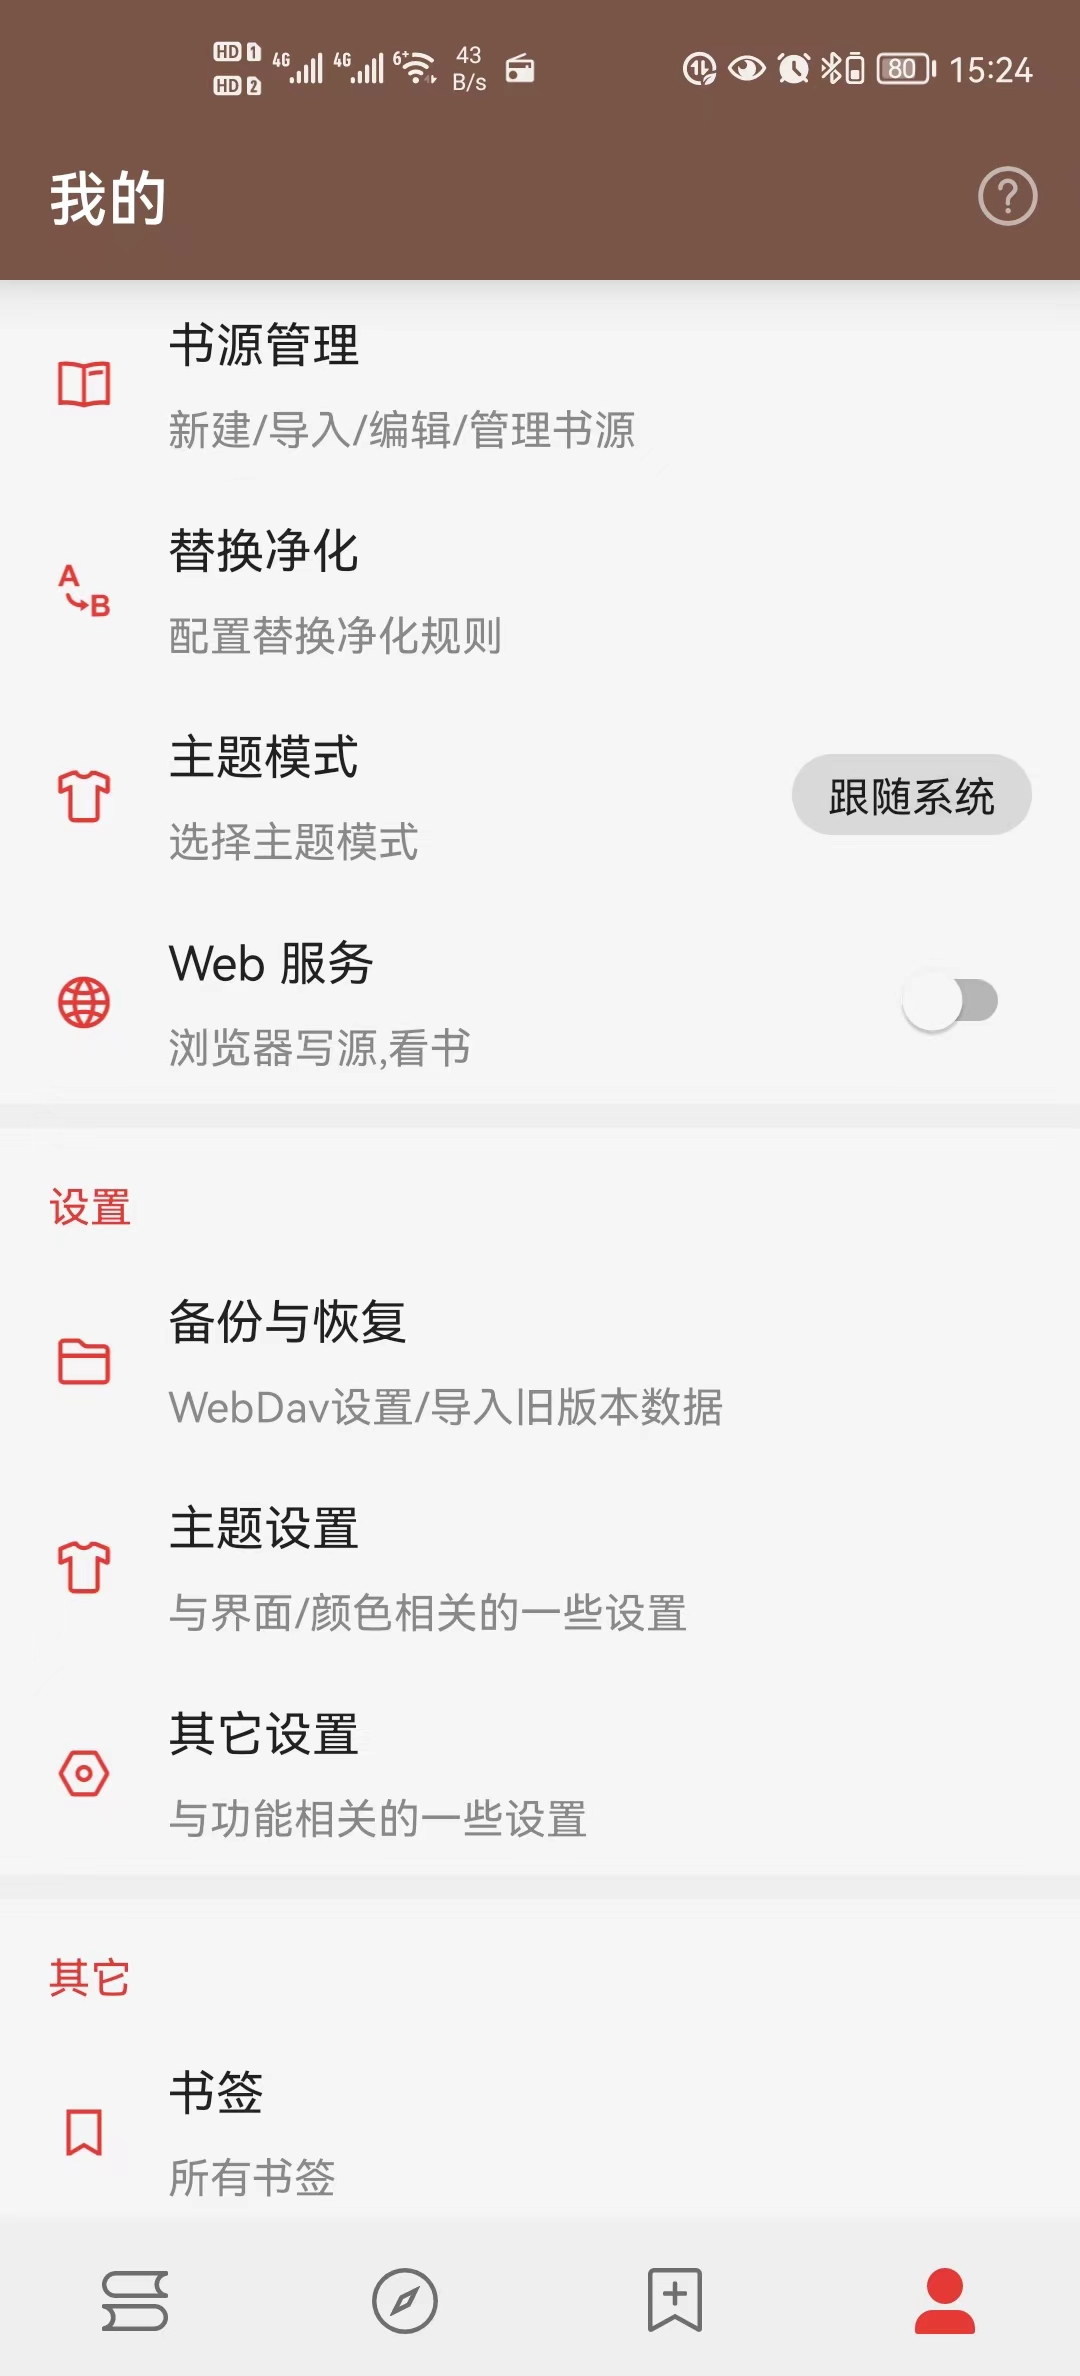 HD 1 4G 4G 6+ 43 80 15:24
HD 2 B/s
我的
书源管理
新建/导入/编辑/管理书源
A
B
替换净化
配置替换净化规则
主题模式
跟随系统
选择主题模式
Web 服务
浏览器写源,看书
设置
备份与恢复
WebDav设置/导入旧版本数据
主题设置
与界面/颜色相关的一些设置
其它设置
与功能相关的一些设置
其它
书签
所有书签